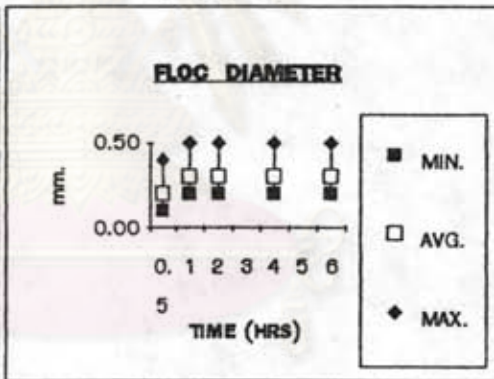 FLOC DIAMETER
0.50
mm.
0.00
0. 1 2 3 4 5 6
5
TIME (HRS)
MIN.
AVG.
MAX.